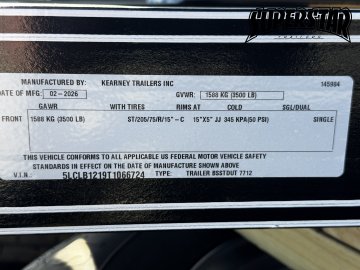 MANUFACTURED BY: KEARNEY TRAILERS INC 145984
DATE OF MFG: 02-2026 GVWR: 1588 KG (3500 LB)
GAWR WITH TIRES RIMS AT COLD SGL/DUAL
FRONT 1588 KG (3500 LB) ST/205/75/R/15"-C 15"X5" JJ 345 KPA(50 PSI) SINGLE
THIS VEHICLE CONFORMS TO ALL APPLICABLE US FEDERAL MOTOR VEHICLE SAFETY
STANDARDS IN EFFECT ON THE DATE OF MANUFACTURE SHOWN ABOVE
V.I.N. 5LCLB1219T1066724 TYPE: TRAILER BSSTDUT 7712
TRAILERS